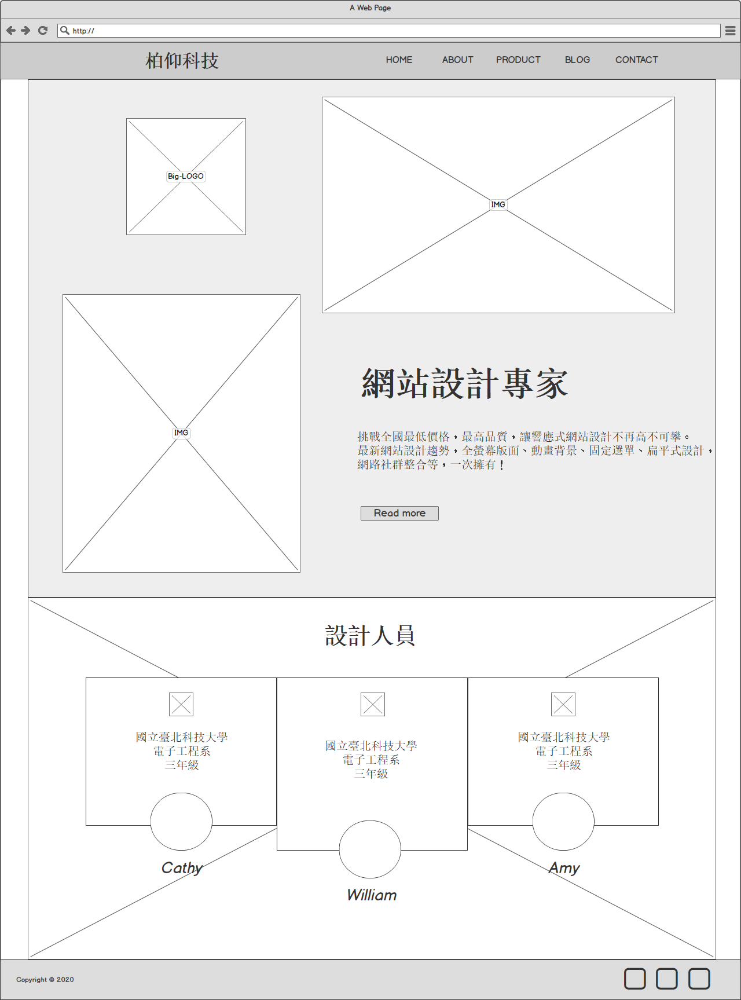 A Web Page
http://
柏仰科技
HOME ABOUT PRODUCT BLOG CONTACT
Big-LOGO
IMG
IMG
網站設計專家
挑戰全國最低價格，最高品質，讓響應式網站設計不再高不可攀。
最新網站設計趨勢，全螢幕版面、動畫背景、固定選單、扁平式設計，
網路社群整合等，一次擁有！
Read more
設計人員
國立臺北科技大學
電子工程系
三年級
Cathy
國立臺北科技大學
電子工程系
三年級
William
國立臺北科技大學
電子工程系
三年級
Amy
Copyright © 2020